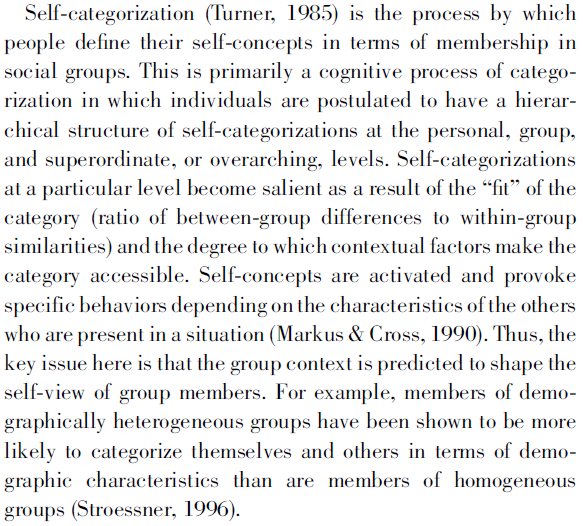 Self-categorization (Turner, 1985) is the process by which
people define their self-concepts in terms of membership in
social groups. This is primarily a cognitive process of catego-
rization in which individuals are postulated to have a hierar-
chical structure of self-categorizations at the personal, group,
and superordinate, or overarching, levels. Self-categorizations
at a particular level become salient as a result of the “fit” of the
category (ratio of between-group differences to within-group
similarities) and the degree to which contextual factors make the
category accessible. Self-concepts are activated and provoke
specific behaviors depending on the characteristics of the others
who are present in a situation (Markus & Cross, 1990). Thus, the
key issue here is that the group context is predicted to shape the
self-view of group members. For example, members of demo-
graphically heterogeneous groups have been shown to be more
likely to categorize themselves and others in terms of demo-
graphic characteristics than are members of homogeneous
groups (Stroessner, 1996).